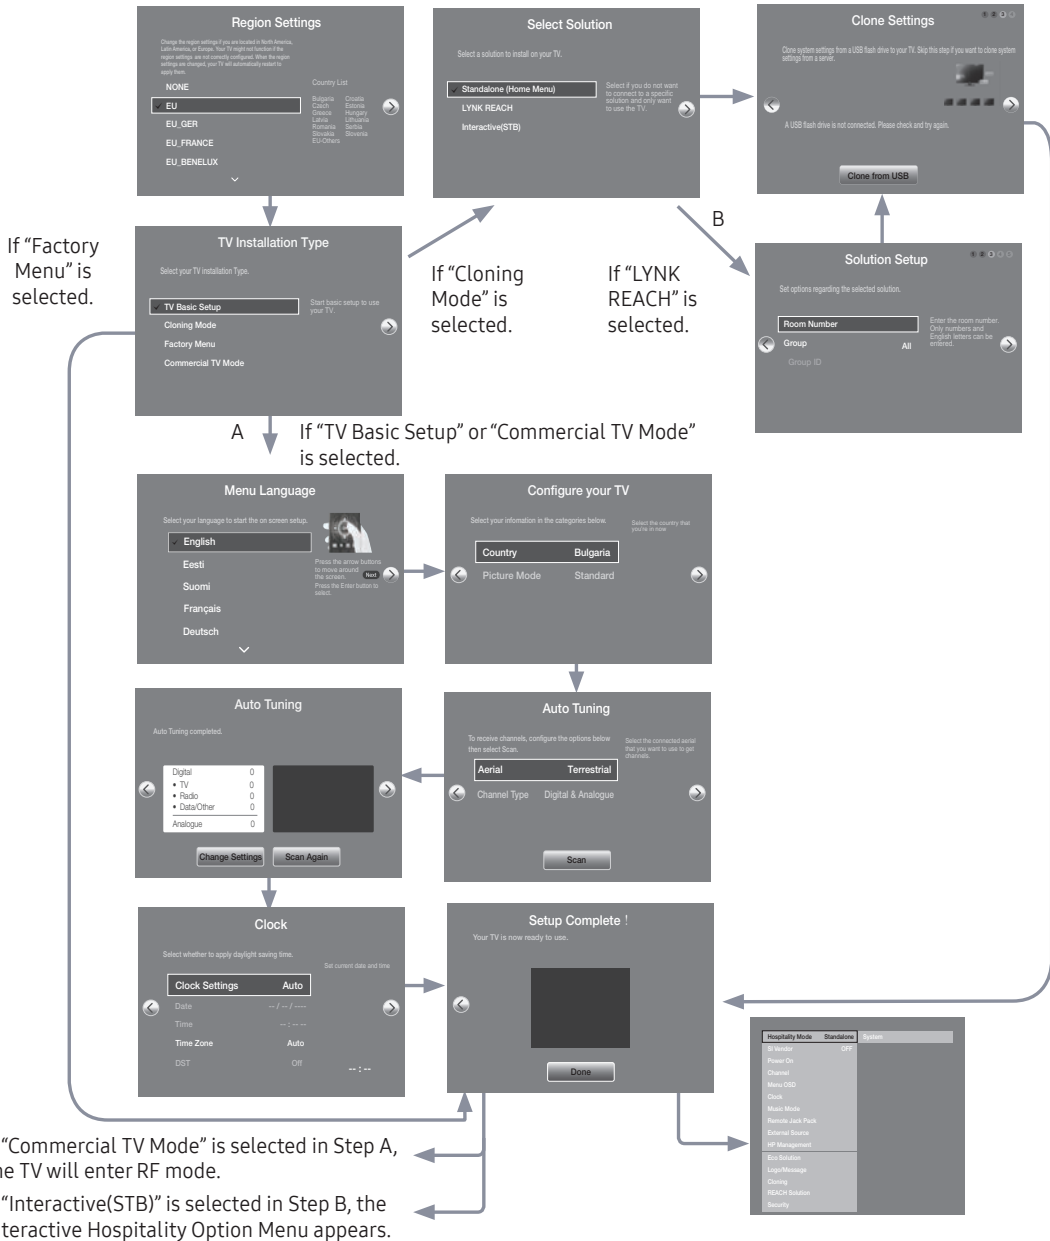 Region Settings
Change the region settings if you are located in North America,
Latin America, or Europe. Your TV might not function if the
region settings are not correctly configured. When the region
settings are changed, your TV will automatically restart to
apply them.
NONE
EU
EU_GER
EU_FRANCE
EU_BENELUX
Country List
Bulgaria Croatia
Czech Estonia
Greece Hungary
Latvia Lithuania
Romania Serbia
Slovakia Slovenia
EU-Others
Select Solution
Select a solution to install on your TV.
Standalone (Home Menu)
LYNK REACH
Interactive(STB)
Select if you do not want
to connect to a specific
solution and only want
to use the TV.
Clone Settings
1 2 3
Clone system settings from a USB flash drive to your TV. Skip this step if you want to clone system
settings from a server.
A USB flash drive is not connected. Please check and try again.
Clone from USB
If “Factory
Menu” is
selected.
TV Installation Type
Select your TV installation Type.
TV Basic Setup
Cloning Mode
Factory Menu
Commercial TV Mode
Start basic setup to use
your TV.
If “Cloning
Mode” is
selected.
If “LYNK
REACH” is
selected.
B
Solution Setup
1 2 3
Set options regarding the selected solution.
Room Number
Group All
Group ID
Enter the room number.
Only numbers and
English letters can be
entered.
A
If “TV Basic Setup” or “Commercial TV Mode”
is selected.
Menu Language
Select your language to start the on screen setup.
English
Eesti
Suomi
Français
Deutsch
Press the arrow buttons
to move around
the screen. Next
Press the Enter button to
select.
Configure your TV
Select your infomation in the categories below.
Select the country that
you're in now
Country Bulgaria
Picture Mode Standard
Auto Tuning
Auto Tuning completed.
Digital 0
• TV 0
• Radio 0
• Data/Other 0
Analogue 0
Change Settings
Scan Again
Auto Tuning
To receive channels, configure the options below
then select Scan.
Select the connected aerial
that you want to use to get
channels.
Aerial Terrestrial
Channel Type Digital & Analogue
Scan
Clock
Select whether to apply daylight saving time.
Set current date and time
Clock Settings Auto
Date -- / -- / ----
Time -- : -- --
Time Zone Auto
DST Off
-- : --
Setup Complete !
Your TV is now ready to use.
Done
Hospitality Mode Standalone System
SI Vendor OFF
Power On
Channel
Menu OSD
Clock
Music Mode
Remote Jack Pack
External Source
HP Management
Eco Solution
Logo/Message
Cloning
REACH Solution
Security
“Commercial TV Mode” is selected in Step A,
he TV will enter RF mode.
“Interactive(STB)” is selected in Step B, the
teractive Hospitality Option Menu appears.